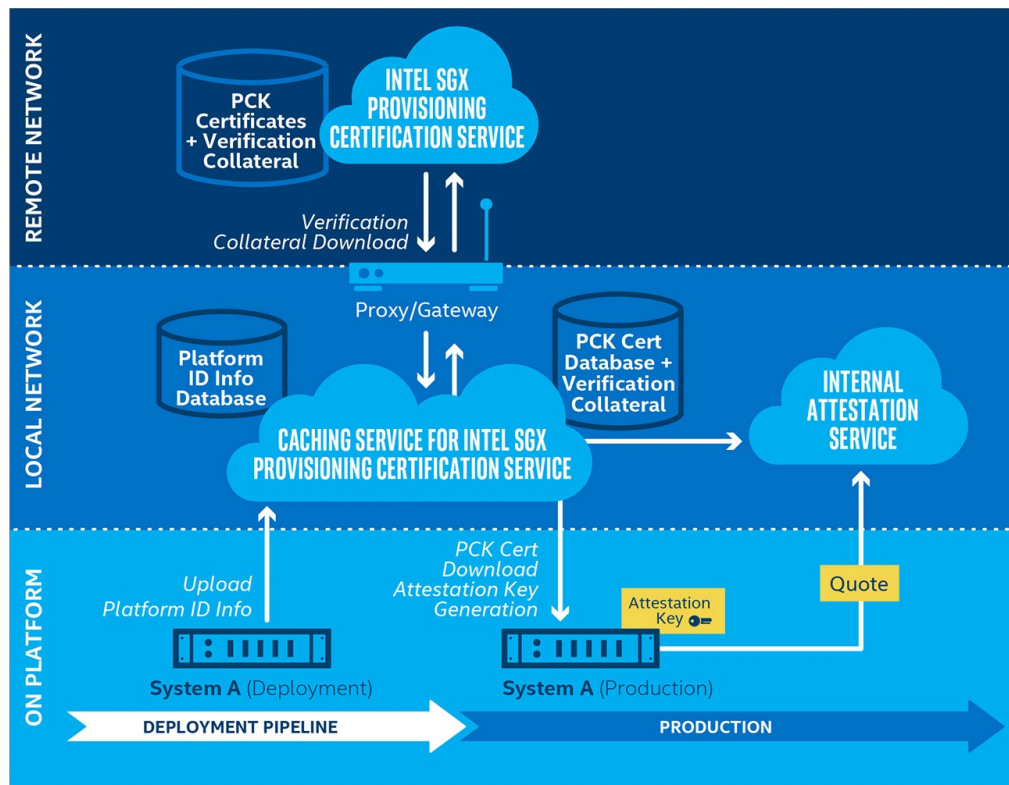 REMOTE NETWORK
PCK
Certificates
+ Verification
Collateral
INTEL SGX
PROVISIONING
CERTIFICATION SERVICE
Verification
Collateral Download
LOCAL NETWORK
Proxy/Gateway
Platform
ID Info
Database
PCK Cert
Database +
Verification
Collateral
INTERNAL
ATTESTATION
SERVICE
CACHING SERVICE FOR INTEL SGX
PROVISIONING CERTIFICATION SERVICE
ON PLATFORM
Upload
Platform ID Info
PCK Cert
Download
Attestation Key
Generation
Attestation
Key
Quote
System A (Deployment)
System A (Production)
DEPLOYMENT PIPELINE
PRODUCTION